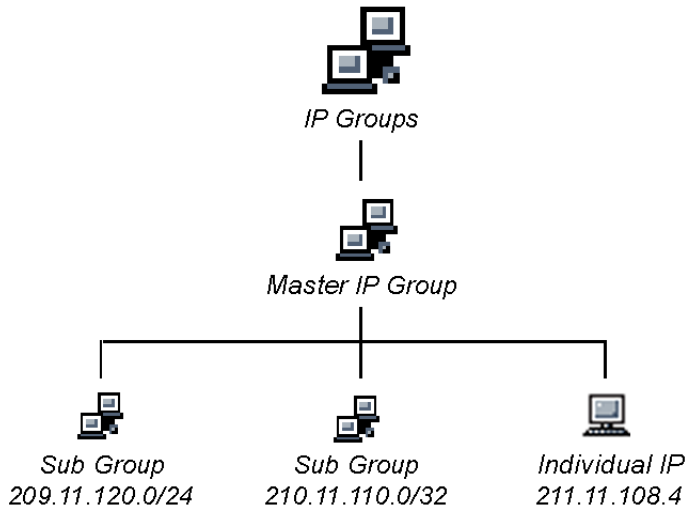 IP Groups
Master IP Group
Sub Group
209.11.120.0/24
Sub Group
210.11.110.0/32
Individual IP
211.11.108.4